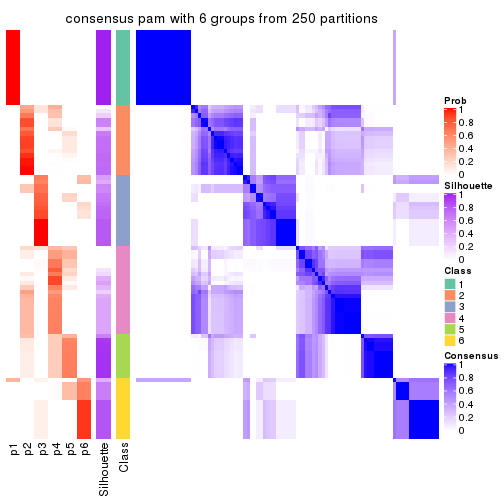 consensus pam with 6 groups from 250 partitions
Prob
1
0.8
0.6
0.4
0.2
0
Silhouette
1
0.8
0.6
0.4
0.2
0
Class
1
2
3
4
5
6
Consensus
1
0.8
0.6
0.4
0.2
0
p1
p2
p3
p4
p5
p6
Silhouette
Class